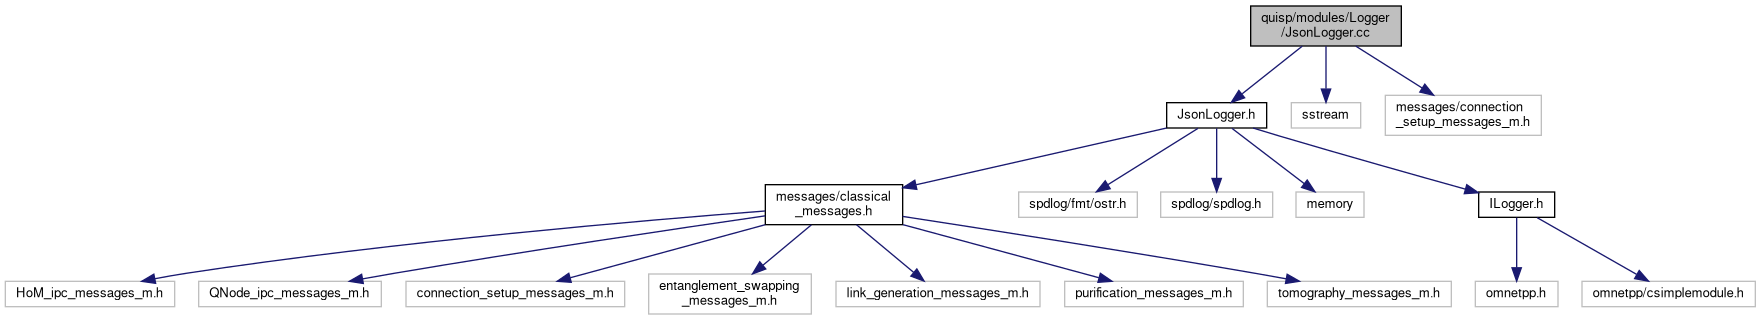 quisp/modules/Logger
/JsonLogger.cc
JsonLogger.h
sstream
messages/connection
_setup_messages_m.h
messages/classical
_messages.h
spdlog/fmt/ostr.h
spdlog/spdlog.h
memory
ILogger.h
HoM_ipc_messages_m.h
QNode_ipc_messages_m.h
connection_setup_messages_m.h
entanglement_swapping
_messages_m.h
link_generation_messages_m.h
purification_messages_m.h
tomography_messages_m.h
omnetpp.h
omnetpp/csimplemodule.h